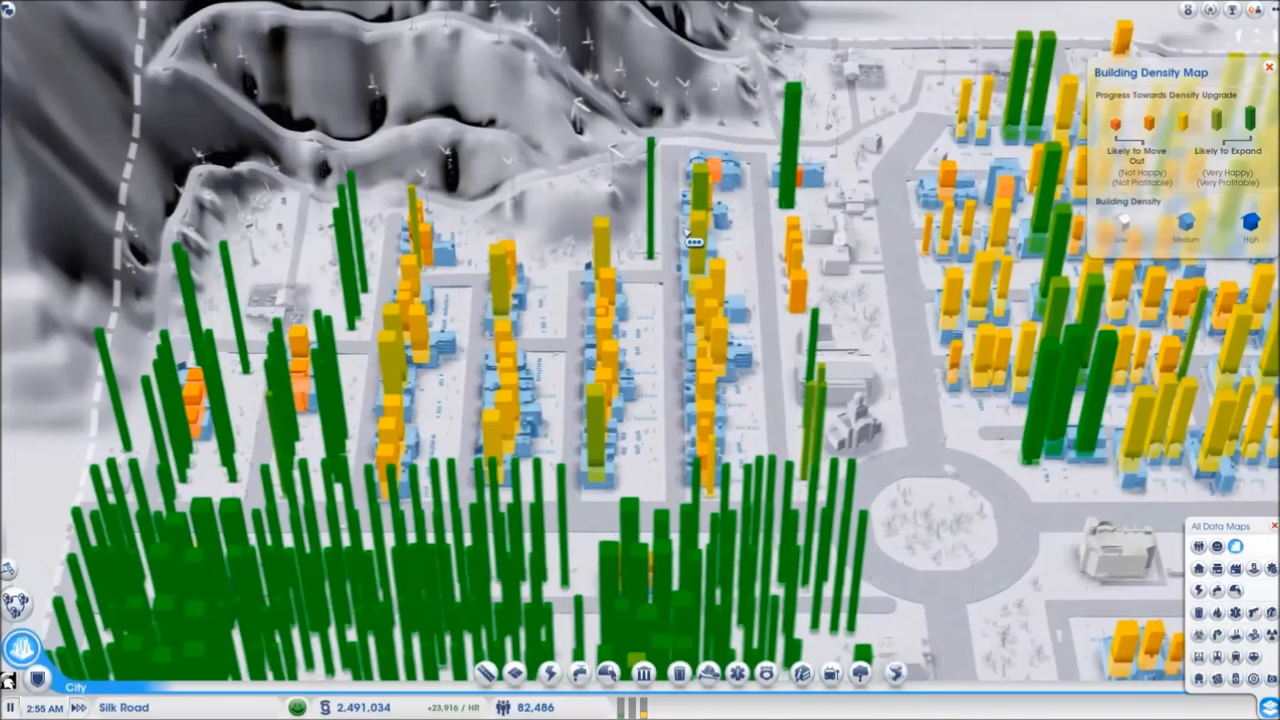 Building Density Map
Progress Towards Density Upgrade
Likely to Move Out
Likely to Expand
(Not Happy)
(Very Happy)
(Not Profitable)
(Very Profitable)
Building Density
Low
Medium
High
All Data Maps
City
2:55 AM
Silk Road
2,491,034
+23,916 / HR
82,486